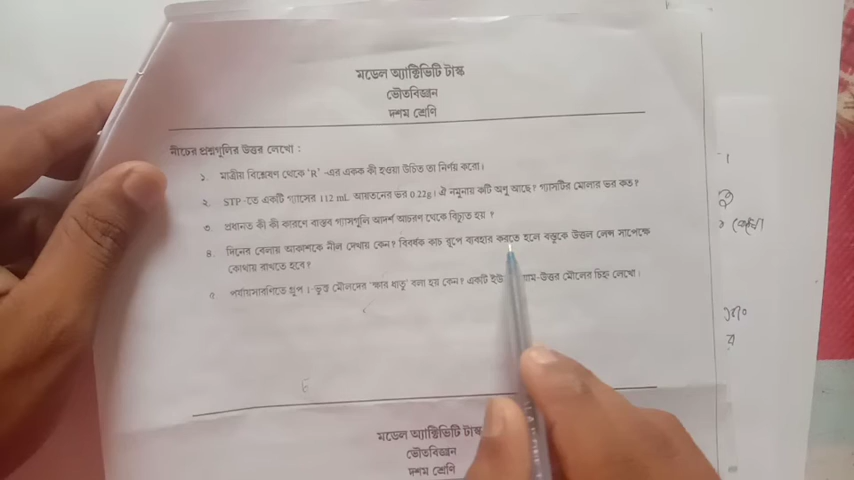 মডেল অ্যাক্টিভিটি টাস্ক
ভৌতবিজ্ঞান
দশম শ্রেণি
নীচের প্রশ্নগুলির উত্তর লেখো :
১. মাত্রীয় বিশ্লেষণ থেকে ‘R’ -এর একক কী হওয়া উচিত তা নির্ণয় করো।
২. STP-তে একটি গ্যাসের 112 mL আয়তনের ভর 0.22g। ঐ নমুনায় কটি অণু আছে? গ্যাসটির মোলার ভর কত?
৩. প্রধানত কী কী কারণে বাস্তব গ্যাসগুলি আদর্শ আচরণ থেকে বিচ্যুত হয় ?
৪. দিনের বেলায় আকাশকে নীল দেখায় কেন? বিবর্ধক কাচ রূপে ব্যবহার করতে হলে বস্তুকে উত্তল লেন্স সাপেক্ষে
কোথায় রাখতে হবে?
৫. পর্যায়সারণিতে গ্রুপ 1-ভুক্ত মৌলদের ‘ক্ষার ধাতু’ বলা হয় কেন? একটি ইউ -উত্তর মৌলের চিহ্ন লেখো।
মডেল অ্যাক্টিভিটি টাস্ক
ভৌতবিজ্ঞান
দশম শ্রেণি